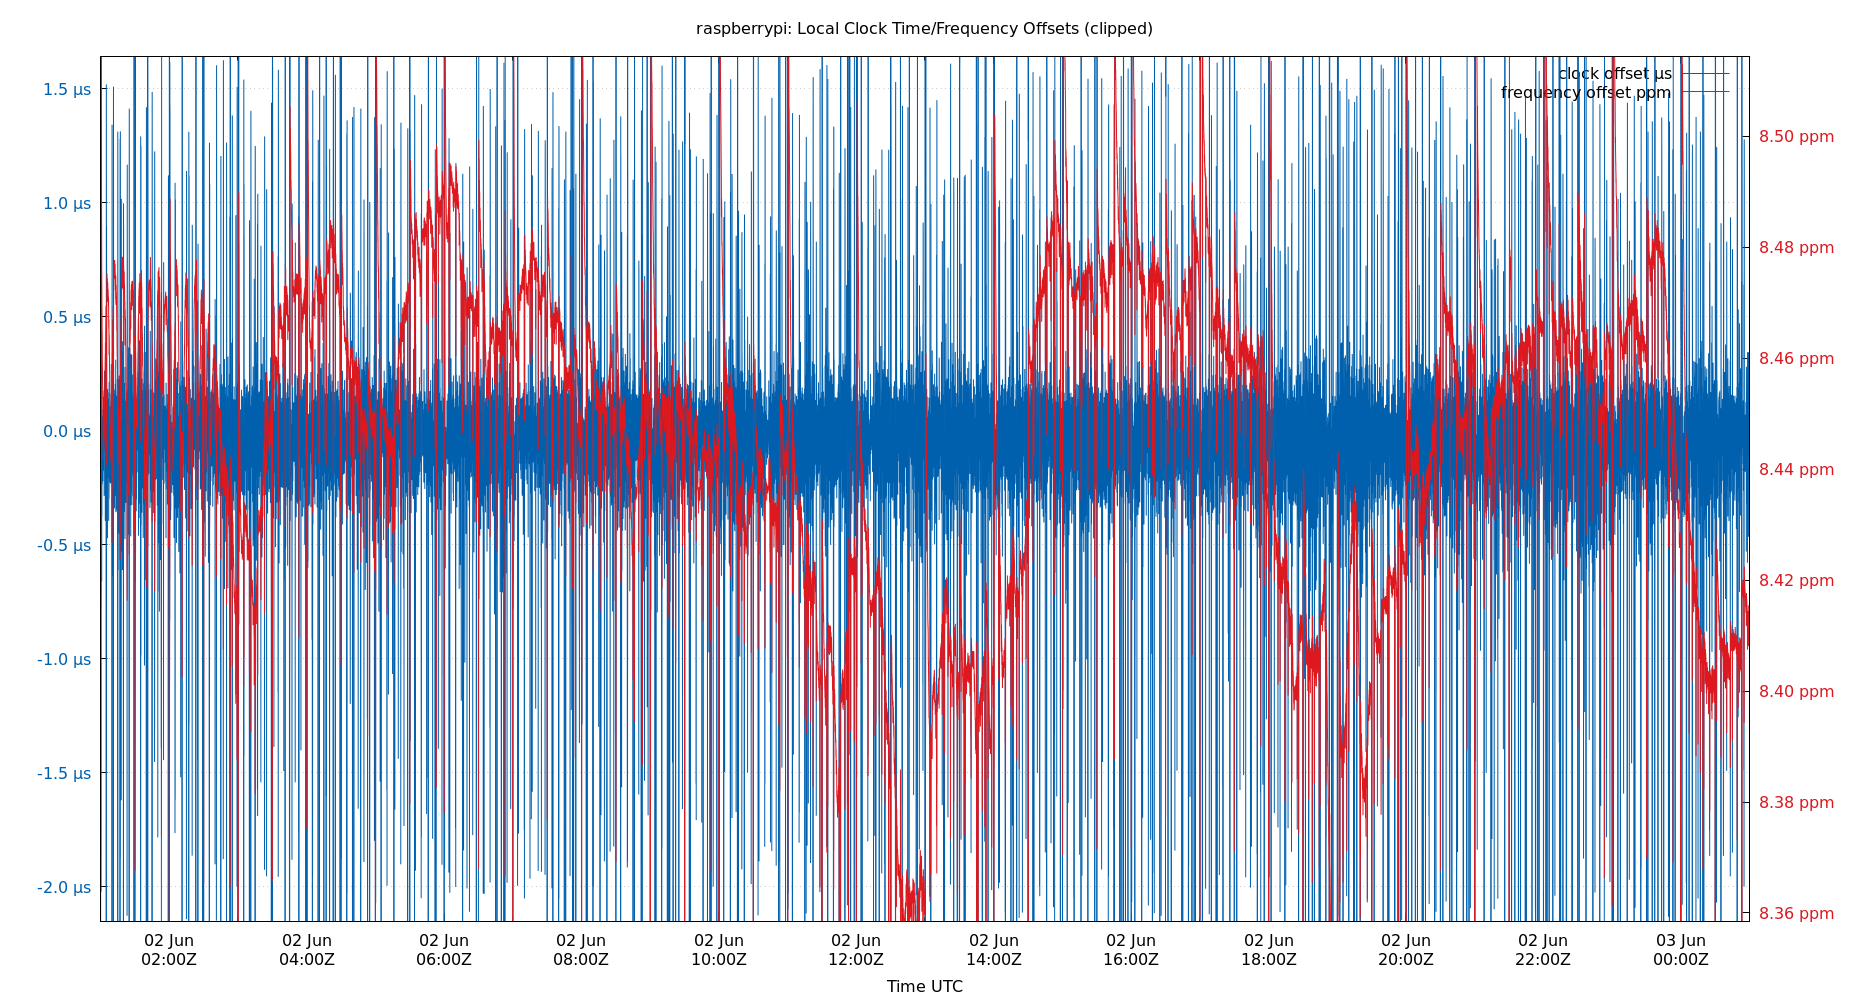 raspberrypi: Local Clock Time/Frequency Offsets (clipped)
clock offset µs
frequency offset ppm
1.5 µs
1.0 µs
0.5 µs
0.0 µs
-0.5 µs
-1.0 µs
-1.5 µs
-2.0 µs
8.50 ppm
8.48 ppm
8.46 ppm
8.44 ppm
8.42 ppm
8.40 ppm
8.38 ppm
8.36 ppm
02 Jun 02 Jun 02 Jun 02 Jun 02 Jun 02 Jun 02 Jun 02 Jun 02 Jun 02 Jun 02 Jun 03 Jun
02:00Z 04:00Z 06:00Z 08:00Z 10:00Z 12:00Z 14:00Z 16:00Z 18:00Z 20:00Z 22:00Z 00:00Z
Time UTC